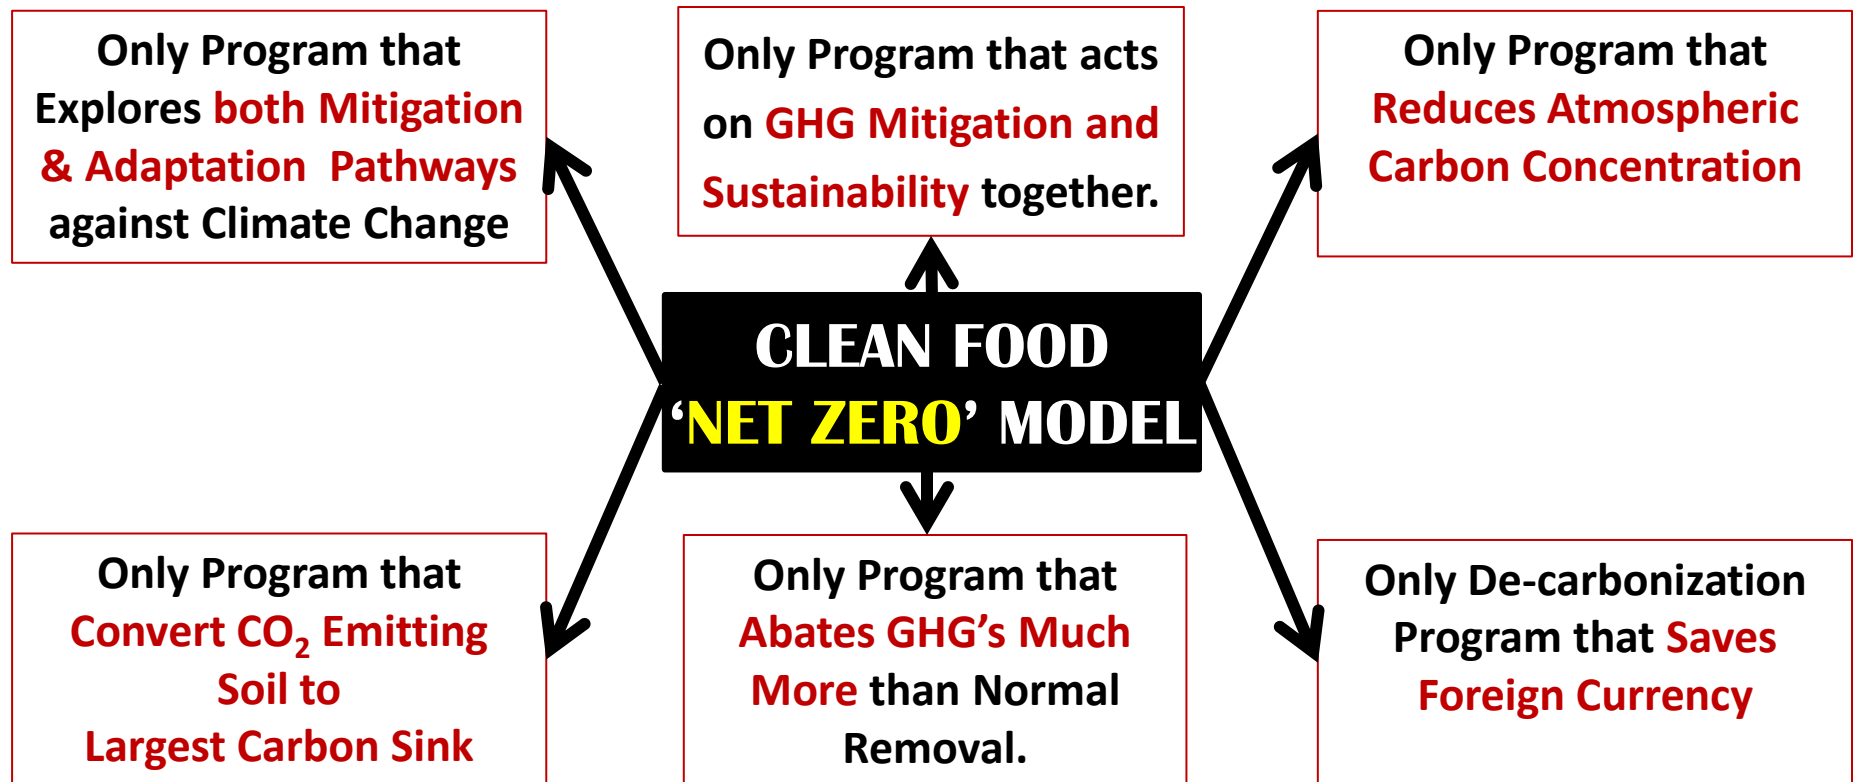 Only Program that
Explores both Mitigation
& Adaptation Pathways
against Climate Change
Only Program that acts
on GHG Mitigation and
Sustainability together.
Only Program that
Reduces Atmospheric
Carbon Concentration
CLEAN FOOD
‘NET ZERO’ MODEL
Only Program that
Convert CO₂ Emitting
Soil to
Largest Carbon Sink
Only Program that
Abates GHG’s Much
More than Normal
Removal.
Only De-carbonization
Program that Saves
Foreign Currency